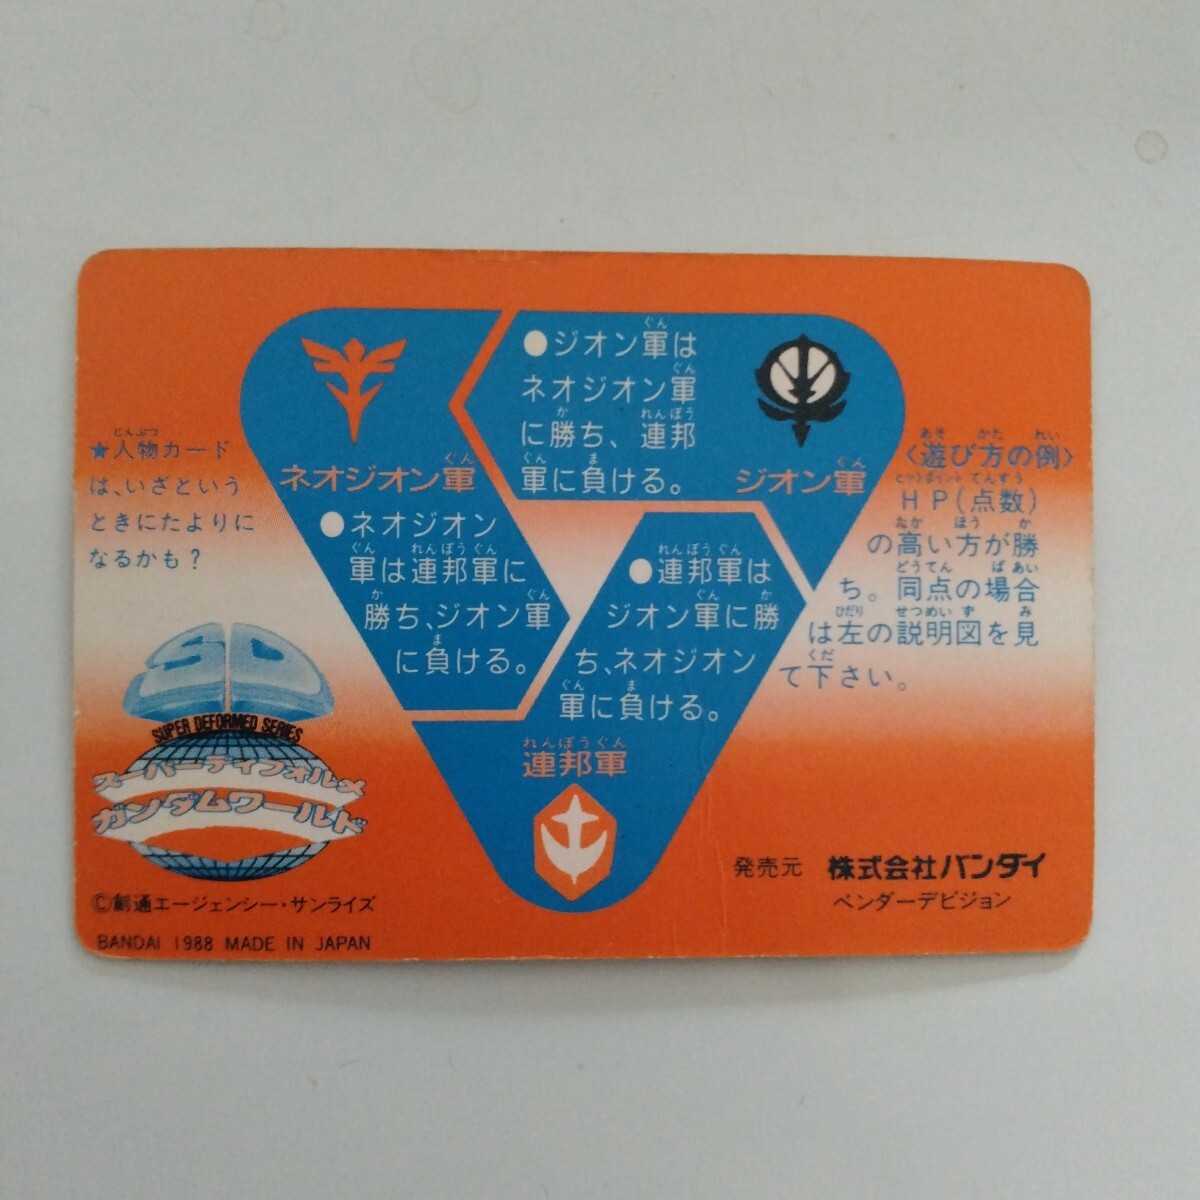 ●ジオン軍は
ネオジオン軍
に勝ち、連邦
軍に負ける。
ネオジオン軍
ジオン軍
●ネオジオン
軍は連邦軍に
勝ち、ジオン軍
に負ける。
●連邦軍は
ジオン軍に勝
ち、ネオジオン
軍に負ける。
連邦軍
★人物カード
は、いざという
ときにたよりに
なるかも?
〈遊び方の例〉
HP(点数)
の高い方が勝
ち。同点の場合
は左の説明図を見
て下さい。
SD
SUPER DEFORMED SERIES
スーパーディフォルメ
ガンダムワールド
©創通エージェンシー・サンライズ
BANDAI 1988 MADE IN JAPAN
発売元 株式会社バンダイ
ベンダーデビジョン